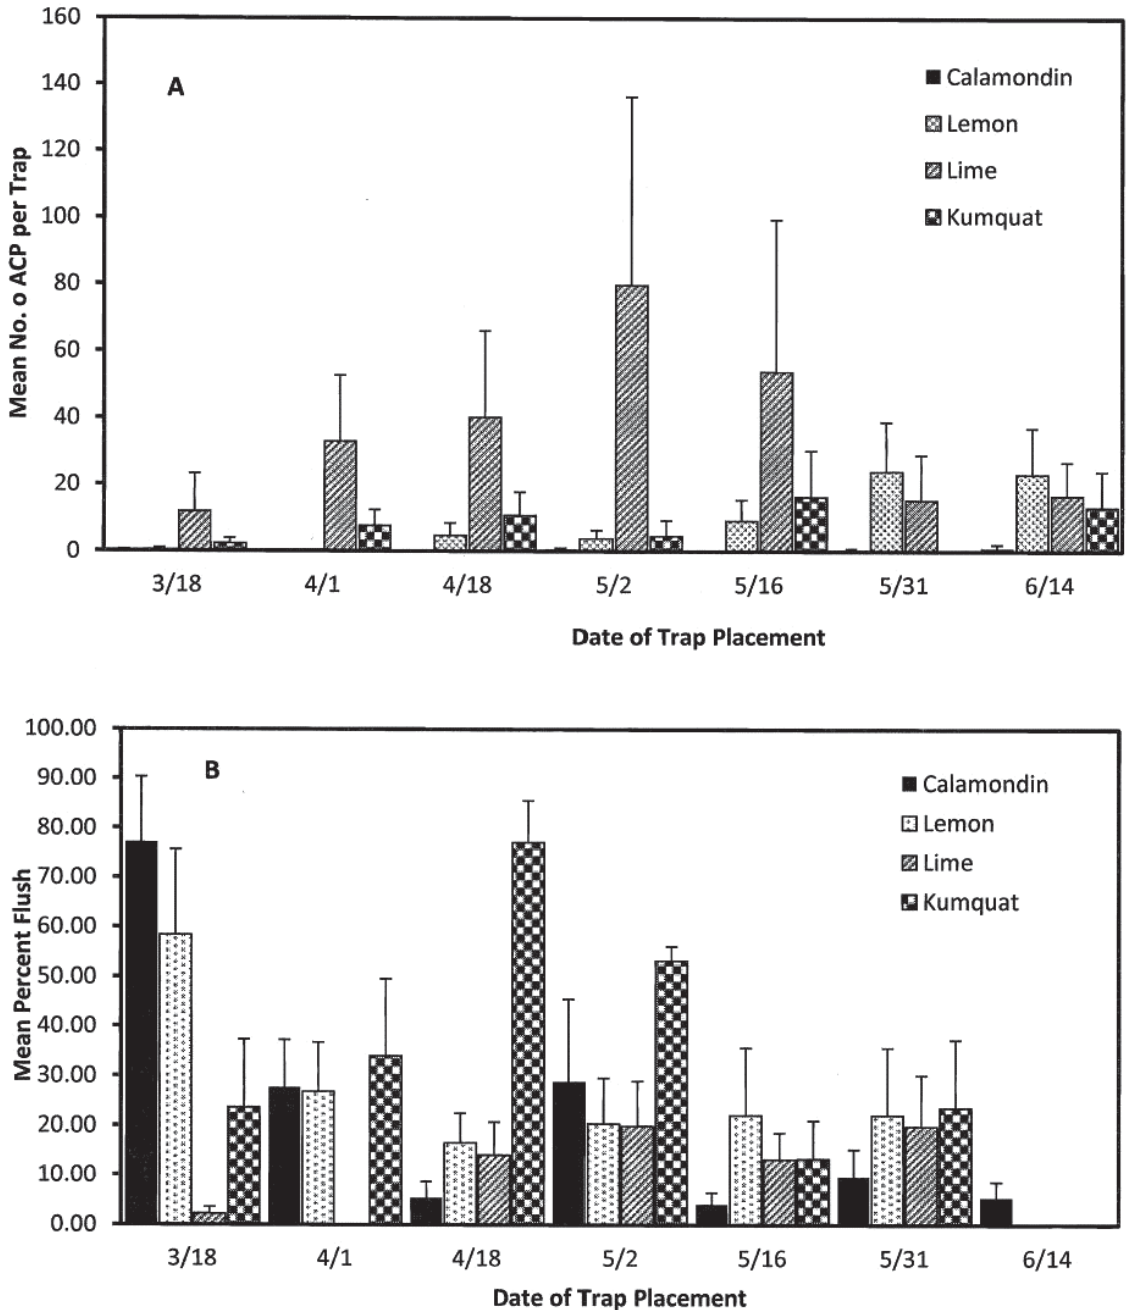 160
140
120
100
80
60
40
20
0
Mean No. o ACP per Trap
A
Calamondin
Lemon
Lime
Kumquat
3/18 4/1 4/18 5/2 5/16 5/31 6/14
Date of Trap Placement
100.00
90.00
80.00
70.00
60.00
50.00
40.00
30.00
20.00
10.00
0.00
Mean Percent Flush
B
Calamondin
Lemon
Lime
Kumquat
3/18 4/1 4/18 5/2 5/16 5/31 6/14
Date of Trap Placement